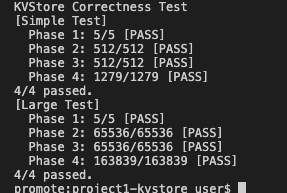 KVStore Correctness Test
[Simple Test]
Phase 1: 5/5 [PASS]
Phase 2: 512/512 [PASS]
Phase 3: 512/512 [PASS]
Phase 4: 1279/1279 [PASS]
4/4 passed.
[Large Test]
Phase 1: 5/5 [PASS]
Phase 2: 65536/65536 [PASS]
Phase 3: 65536/65536 [PASS]
Phase 4: 163839/163839 [PASS]
4/4 passed.
promote:project1-kvstore user$